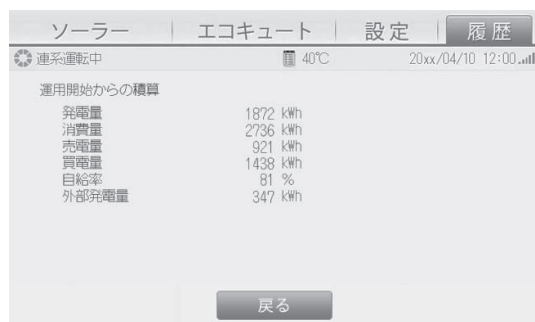 ソーラー エコキュート 設定 履歴
連系運転中 40℃ 20xx/04/10 12:00
運用開始からの積算
発電量 1872 kWh
消費量 2736 kWh
売電量 921 kWh
買電量 1438 kWh
自給率 81 %
外部発電量 347 kWh
戻る